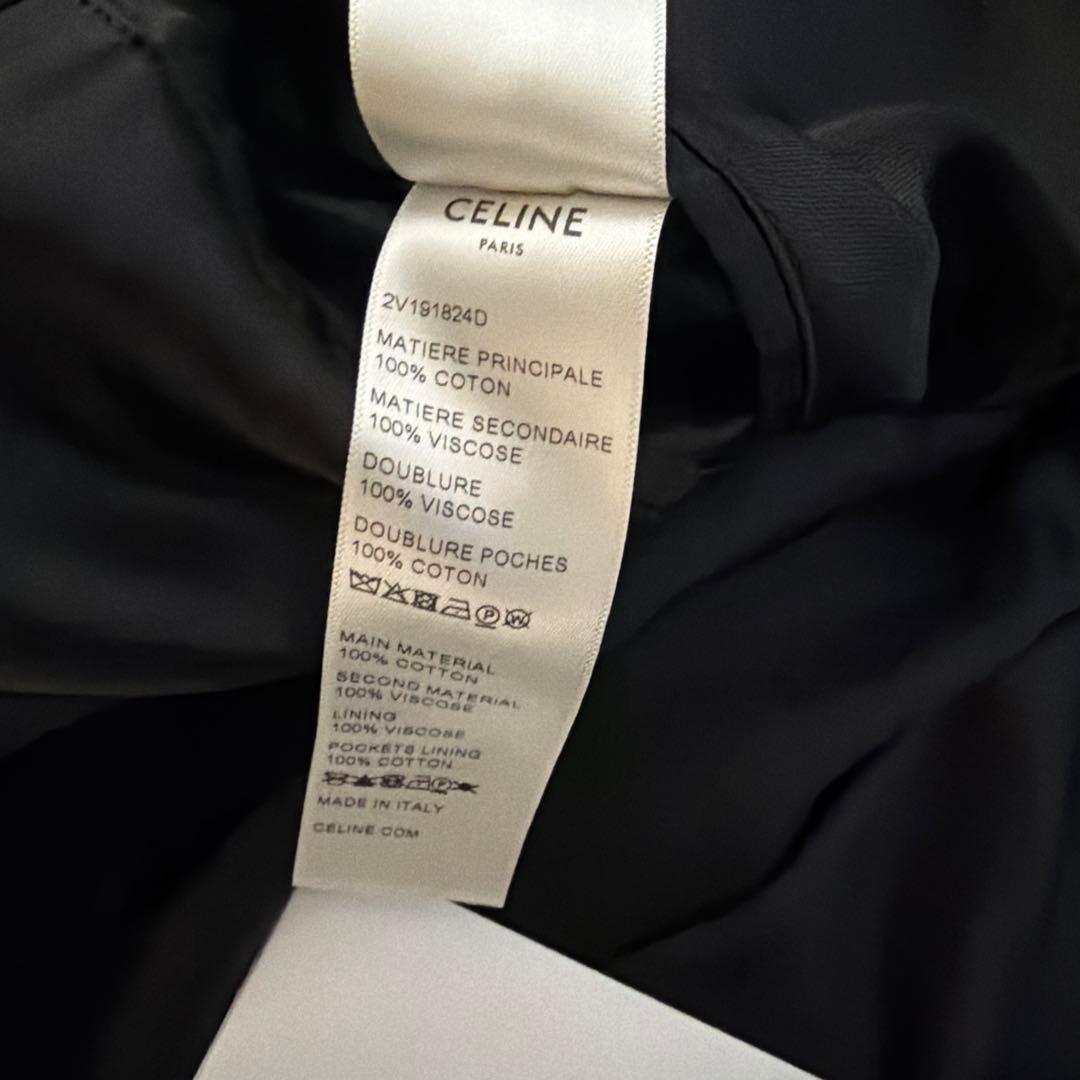 CELINE
PARIS
2V191824D
MATIERE PRINCIPALE
100% COTON
MATIERE SECONDAIRE
100% VISCOSE
DOUBLURE
100% VISCOSE
DOUBLURE POCHES
100% COTON
MAIN MATERIAL
100% COTTON
SECOND MATERIAL
100% VISCOSE
LINING
100% VISCOSE
POCKETS LINING
100% COTTON
MADE IN ITALY
CELINE.COM